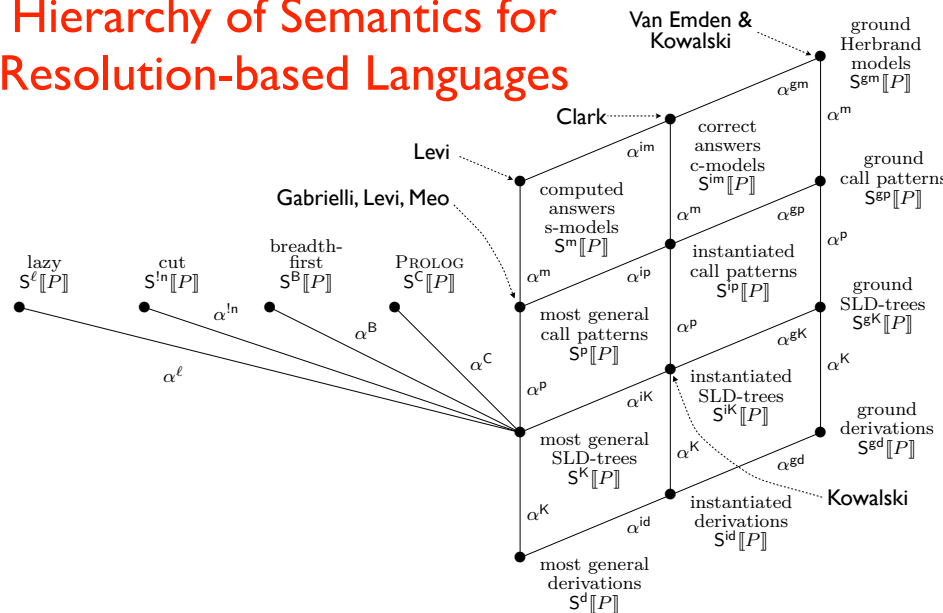 Hierarchy of Semantics for
Resolution-based Languages
Van Emden &
Kowalski
ground
Herbrand
models
S^gm⟦P⟧
α^gm
α^m
Clark
correct
answers
c-models
S^im⟦P⟧
α^im
Levi
ground
call patterns
S^gp⟦P⟧
computed
answers
s-models
S^m⟦P⟧
Gabrielli, Levi, Meo
α^m
α^gp
α^p
lazy
S^ℓ⟦P⟧
cut
S^!n⟦P⟧
breadth-
first
S^B⟦P⟧
PROLOG
S^C⟦P⟧
α^m
α^ip
instantiated
call patterns
S^ip⟦P⟧
ground
SLD-trees
S^gK⟦P⟧
α^!n
α^B
α^C
α^ℓ
most general
call patterns
S^p⟦P⟧
α^p
α^gK
α^K
α^p
α^iK
instantiated
SLD-trees
S^iK⟦P⟧
ground
derivations
S^gd⟦P⟧
most general
SLD-trees
S^K⟦P⟧
α^K
α^gd
Kowalski
α^K
α^id
instantiated
derivations
S^id⟦P⟧
most general
derivations
S^d⟦P⟧